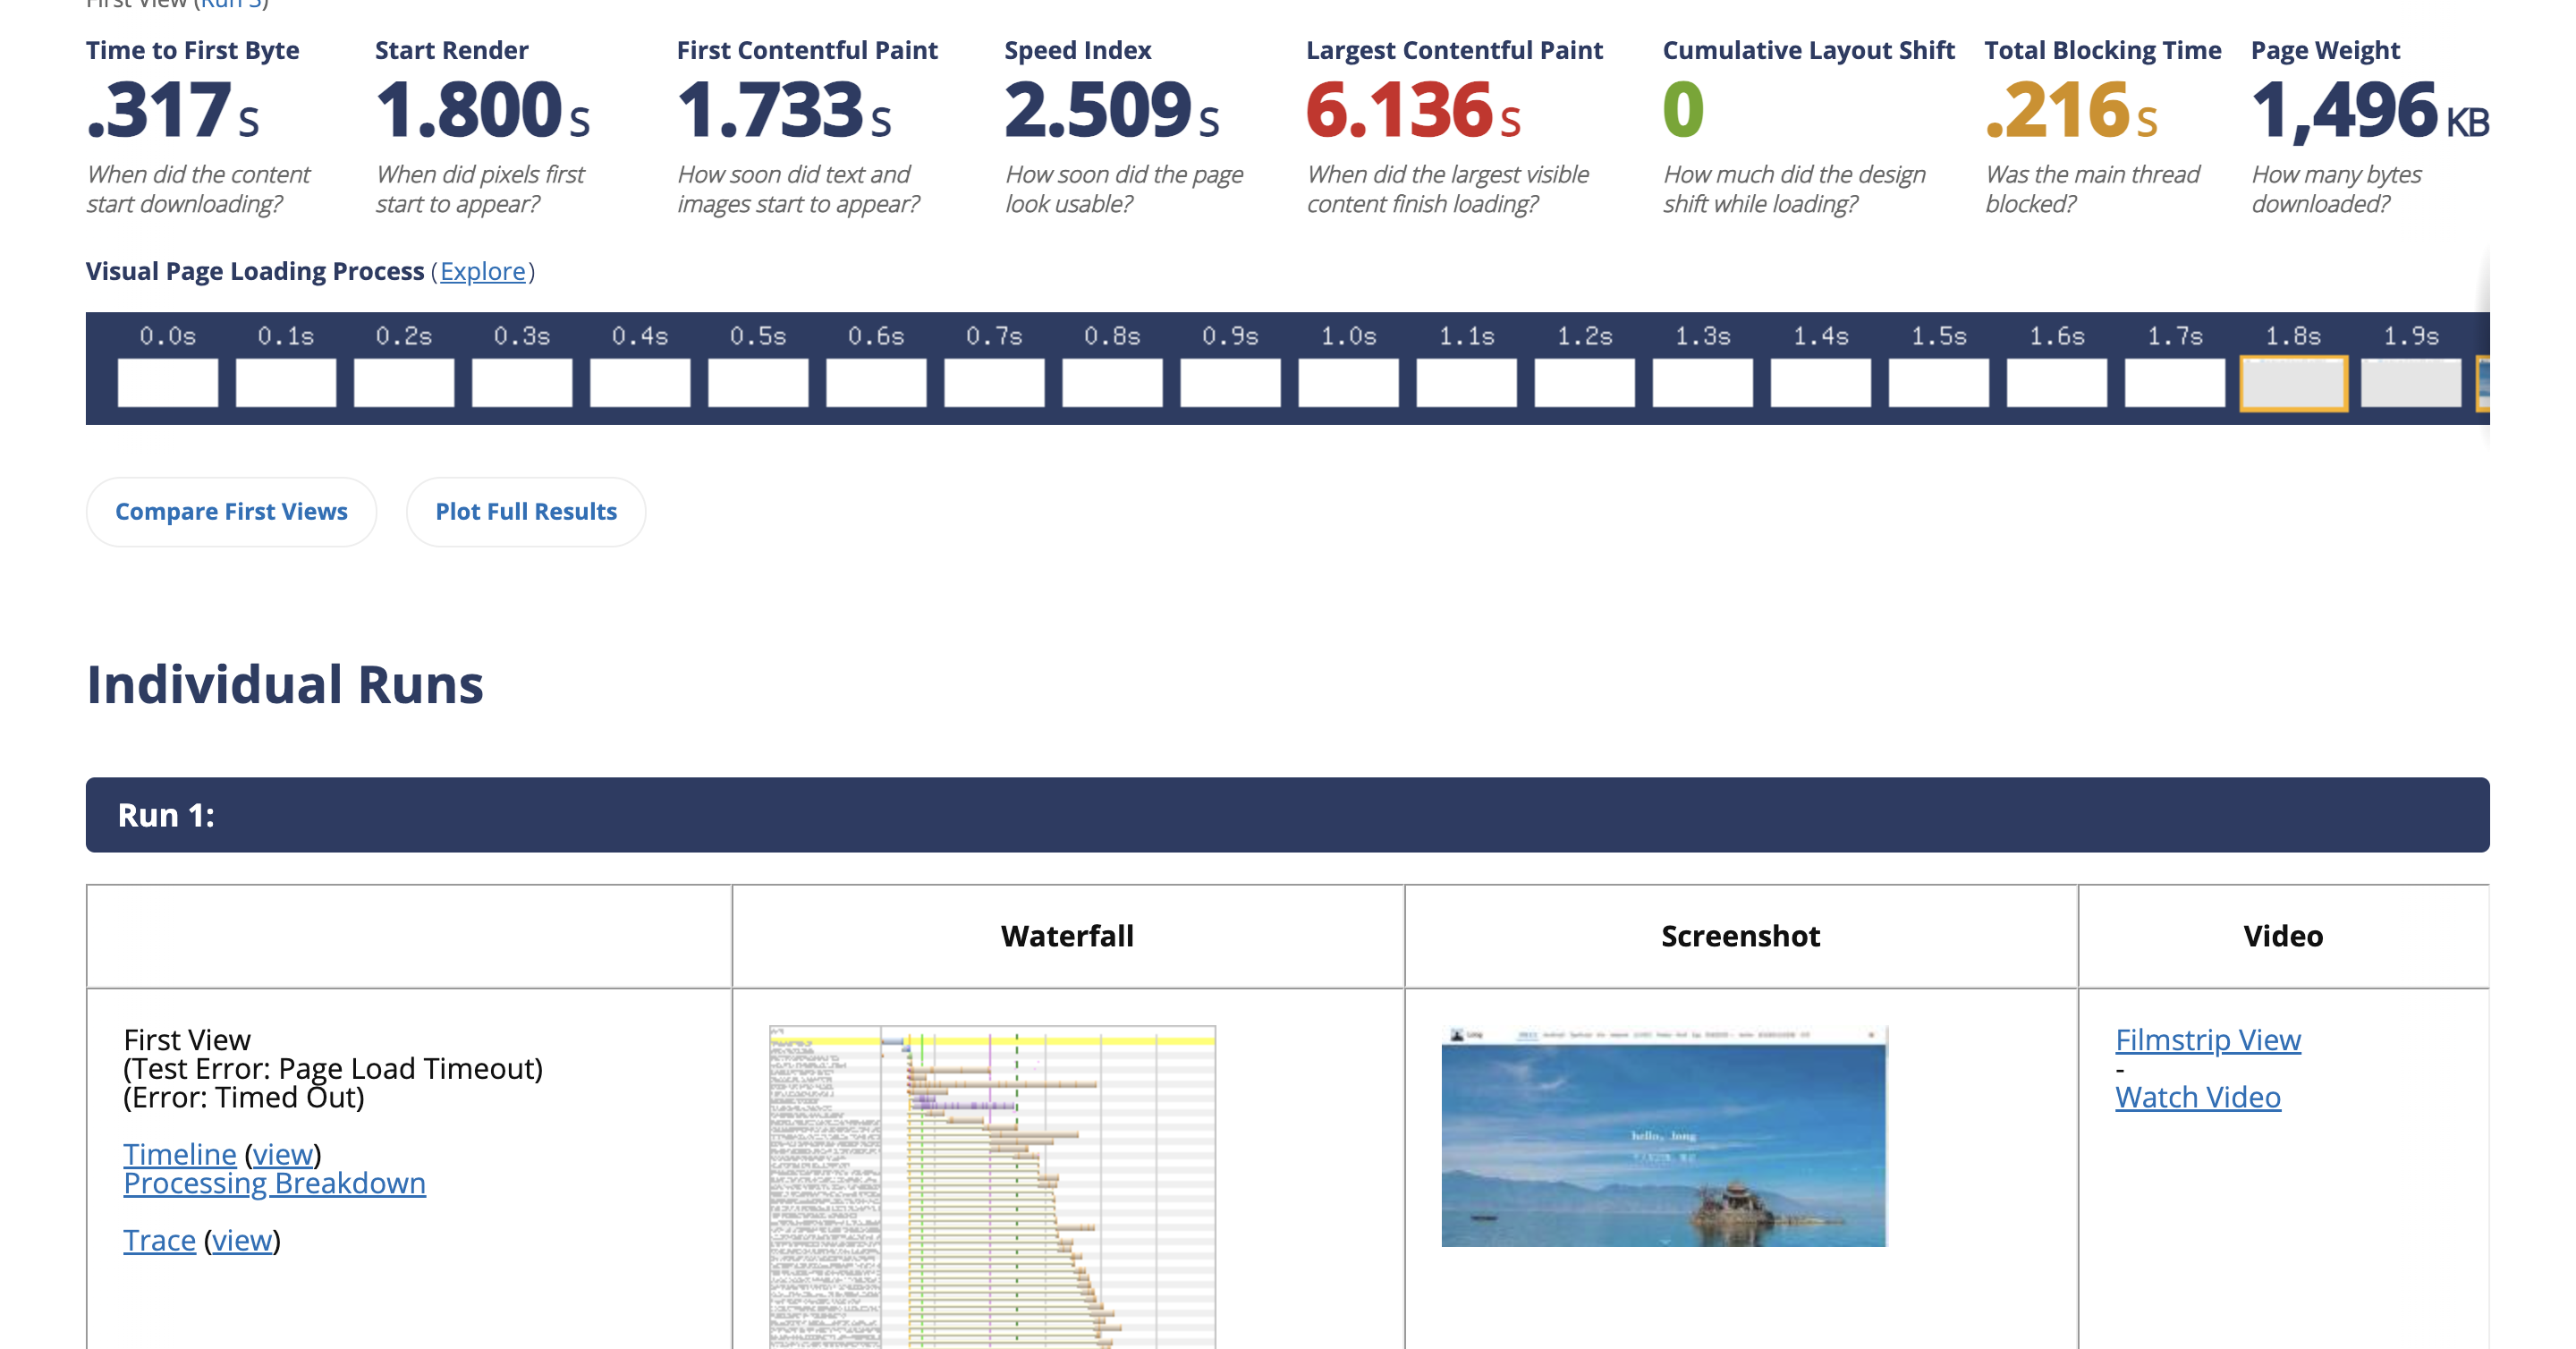 First View (Run 3)
Time to First Byte
.317 s
When did the content
start downloading?
Start Render
1.800 s
When did pixels first
start to appear?
First Contentful Paint
1.733 s
How soon did text and
images start to appear?
Speed Index
2.509 s
How soon did the page
look usable?
Largest Contentful Paint
6.136 s
When did the largest visible
content finish loading?
Cumulative Layout Shift
0
How much did the design
shift while loading?
Total Blocking Time
.216 s
Was the main thread
blocked?
Page Weight
1,496 KB
How many bytes
downloaded?
Visual Page Loading Process (Explore)
0.0s 0.1s 0.2s 0.3s 0.4s 0.5s 0.6s 0.7s 0.8s 0.9s 1.0s 1.1s 1.2s 1.3s 1.4s 1.5s 1.6s 1.7s 1.8s 1.9s
Compare First Views
Plot Full Results
Individual Runs
Run 1:
Waterfall
Screenshot
Video
First View
(Test Error: Page Load Timeout)
(Error: Timed Out)
Timeline (view)
Processing Breakdown
Trace (view)
Long
hello, long
Filmstrip View
-
Watch Video